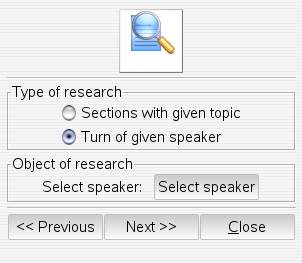 Type of research
Sections with given topic
Turn of given speaker
Object of research
Select speaker: Select speaker
<< Previous Next >> Close